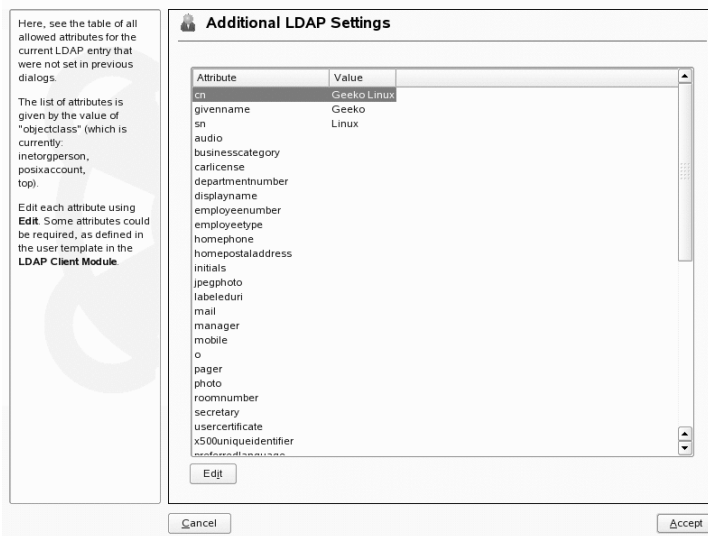 Here, see the table of all
allowed attributes for the
current LDAP entry that
were not set in previous
dialogs.
The list of attributes is
given by the value of
"objectclass" (which is
currently:
inetorgperson,
posixaccount,
top).
Edit each attribute using
Edit. Some attributes could
be required, as defined in
the user template in the
LDAP Client Module.
Additional LDAP Settings
Attribute Value
cn Geeko Linux
givenname Geeko
sn Linux
audio
businesscategory
carlicense
departmentnumber
displayname
employeenumber
employeetype
homephone
homepostaladdress
initials
jpegphoto
labeleduri
mail
manager
mobile
o
pager
photo
roomnumber
secretary
usercertificate
x500uniqueidentifier
preferredlanguage
Edit
Cancel
Accept